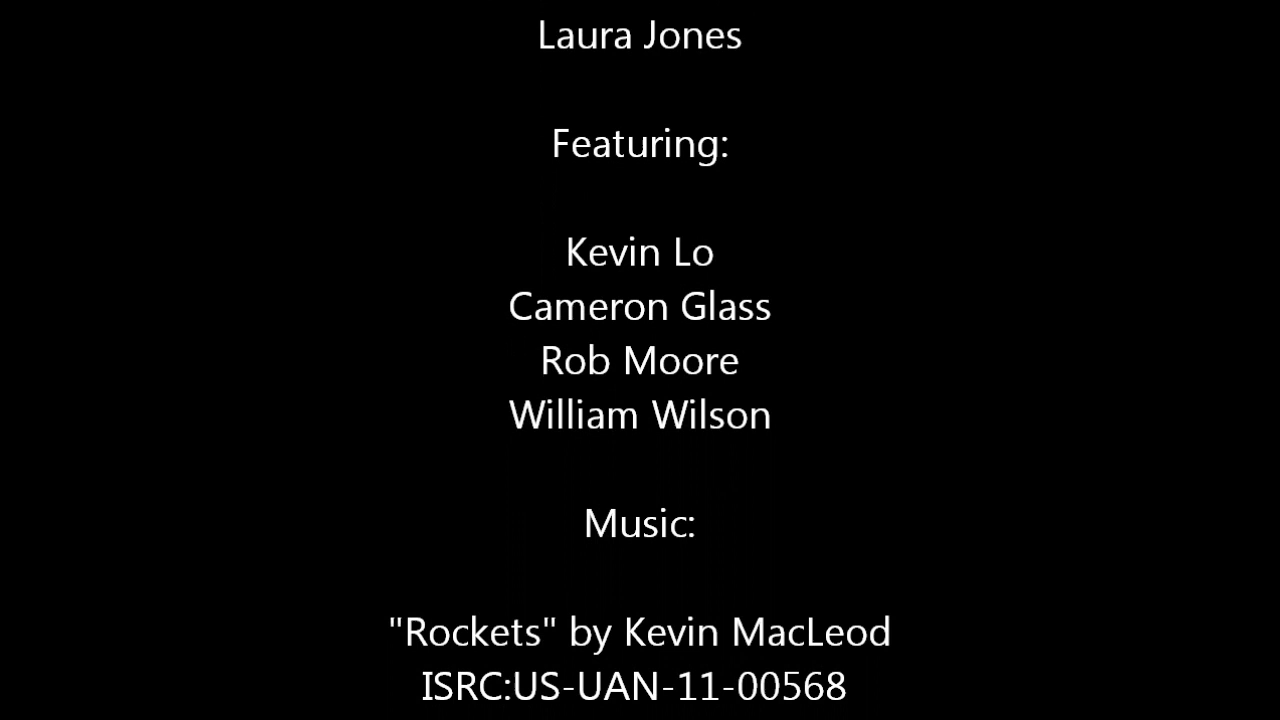 Laura Jones
Featuring:
Kevin Lo
Cameron Glass
Rob Moore
William Wilson
Music:
"Rockets" by Kevin MacLeod
ISRC:US-UAN-11-00568